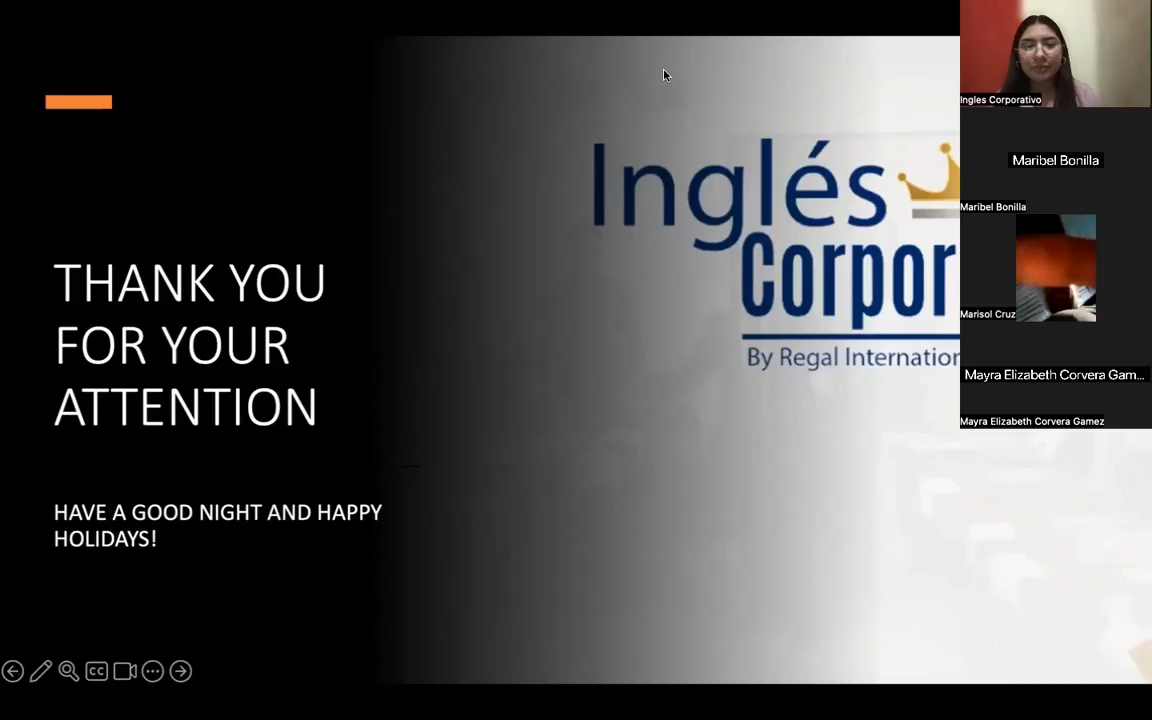 THANK YOU
FOR YOUR
ATTENTION
HAVE A GOOD NIGHT AND HAPPY
HOLIDAYS!
Inglés
Corpor
By Regal Internation
CC
Ingles Corporativo
Maribel Bonilla
Maribel Bonilla
Marisol Cruz
Mayra Elizabeth Corvera Gam...
Mayra Elizabeth Corvera Gamez